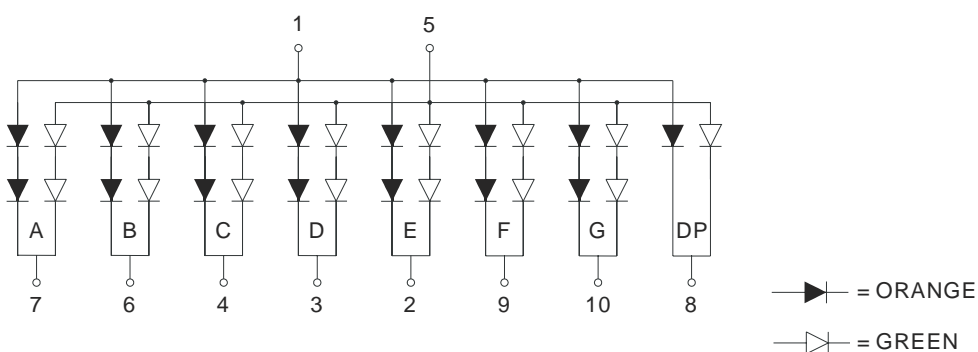 1 5
A B C D E F G DP
7 6 4 3 2 9 10 8
= ORANGE
= GREEN